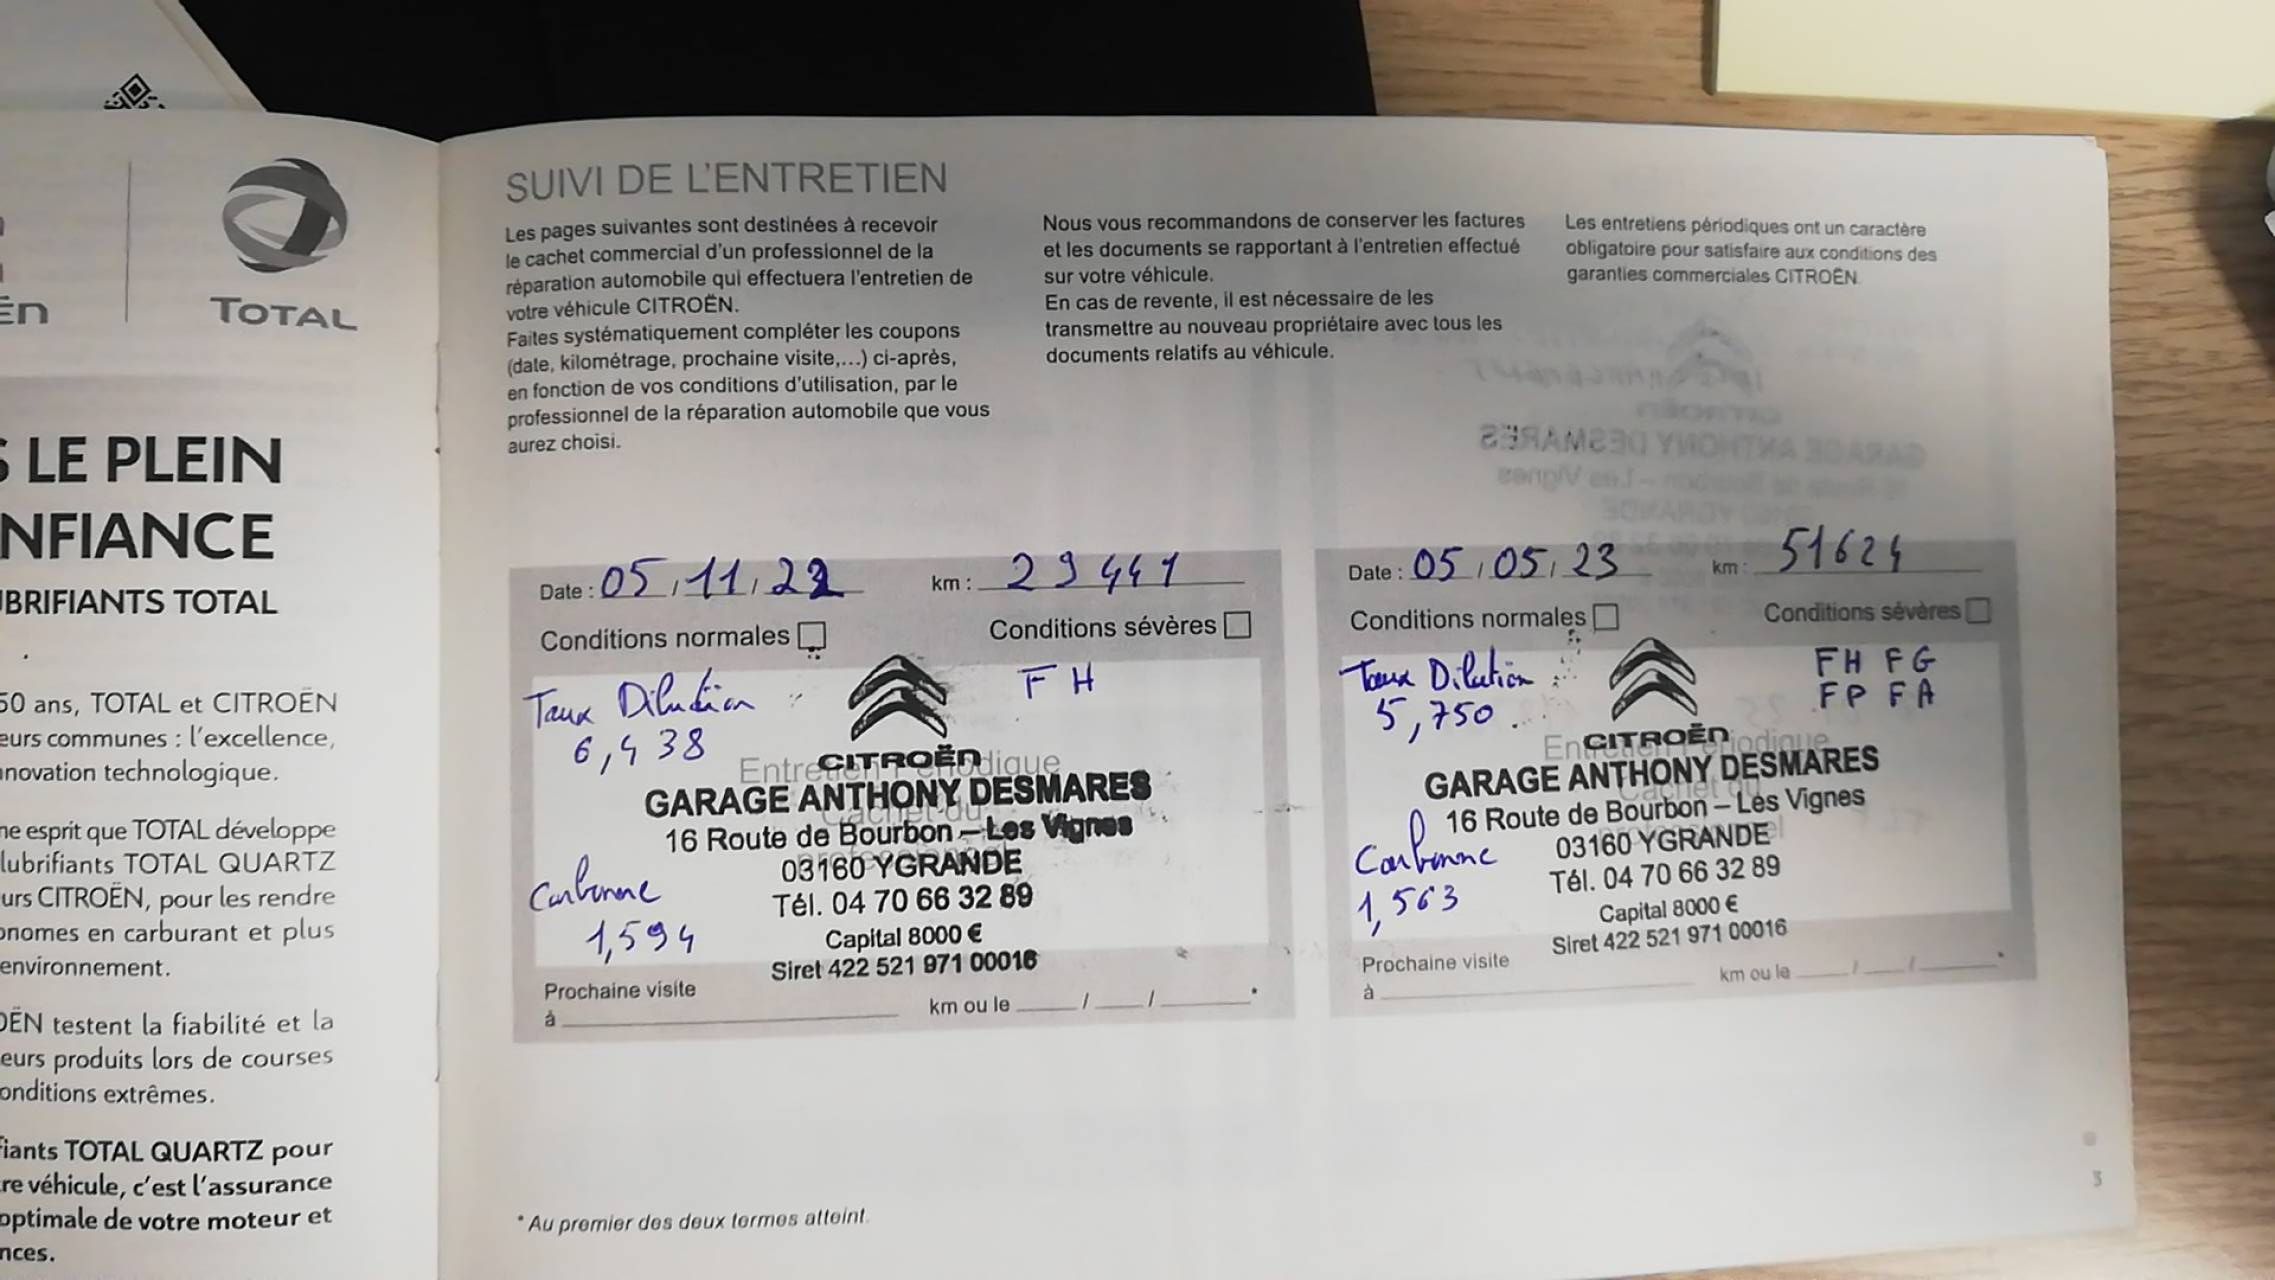 Ën
TOTAL
LE PLEIN
NFIANCE
BRIFIANTS TOTAL
50 ans, TOTAL et CITROËN
eurs communes : l'excellence,
nnovation technologique.
ne esprit que TOTAL développe
lubrifiants TOTAL QUARTZ
urs CITROËN, pour les rendre
onomes en carburant et plus
environnement.
OËN testent la fiabilité et la
eurs produits lors de courses
onditions extrêmes.
fiants TOTAL QUARTZ pour
re véhicule, c'est l'assurance
optimale de votre moteur et
nces.
SUIVI DE L'ENTRETIEN
Les pages suivantes sont destinées à recevoir
le cachet commercial d'un professionnel de la
réparation automobile qui effectuera l'entretien de
votre véhicule CITROËN.
Faites systématiquement compléter les coupons
(date, kilométrage, prochaine visite,...) ci-après,
en fonction de vos conditions d'utilisation, par le
professionnel de la réparation automobile que vous
aurez choisi.
Nous vous recommandons de conserver les factures
et les documents se rapportant à l'entretien effectué
sur votre véhicule.
En cas de revente, il est nécessaire de les
transmettre au nouveau propriétaire avec tous les
documents relatifs au véhicule.
Les entretiens périodiques ont un caractère
obligatoire pour satisfaire aux conditions des
garanties commerciales CITROËN.
Date : 05/11/22 km : 29441
Conditions normales Conditions sévères
Taux Dilution FH
6,438
Entretien Périodique
Cachet du
professionnel
CITROËN
GARAGE ANTHONY DESMARES
16 Route de Bourbon – Les Vignes
03160 YGRANDE
Tél. 04 70 66 32 89
Capital 8000 €
Siret 422 521 971 00016
Carbonne
1,594
Prochaine visite
à km ou le / / *
Date : 05/05/23 km : 51624
Conditions normales Conditions sévères
Taux Dilution FH FG
5,750 FP FA
Entretien Périodique
Cachet du
professionnel
CITROËN
GARAGE ANTHONY DESMARES
16 Route de Bourbon – Les Vignes
03160 YGRANDE
Tél. 04 70 66 32 89
Capital 8000 €
Siret 422 521 971 00016
Carbonne
1,563
Prochaine visite
à km ou le / / *
* Au premier des deux termes atteint.
3